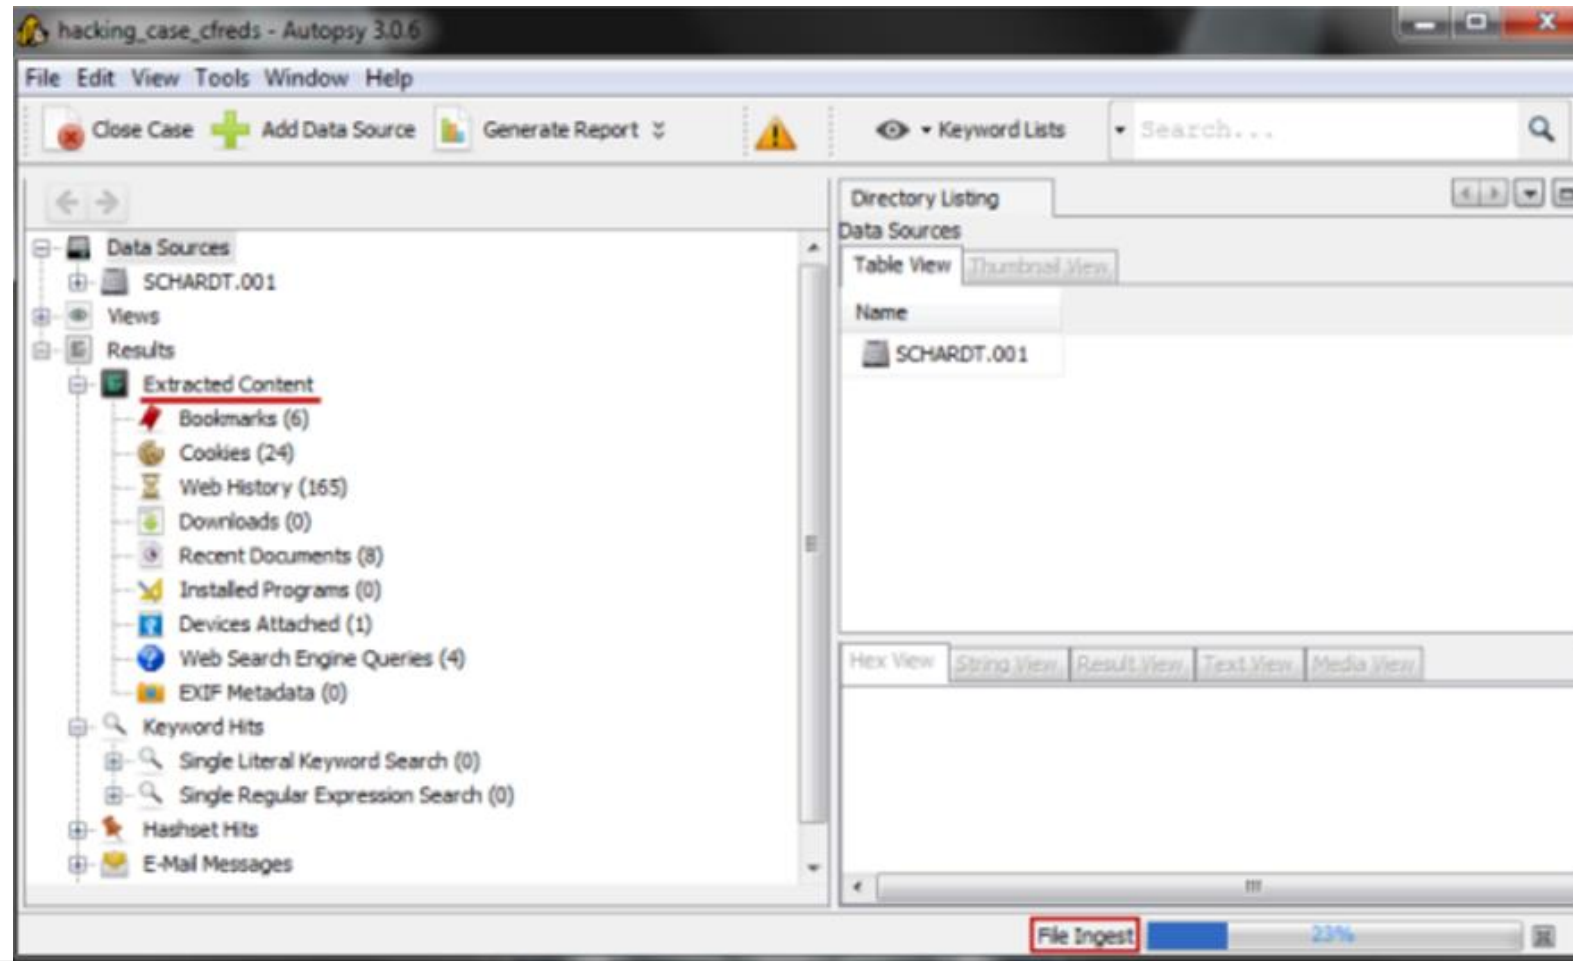 hacking_case_cfreds - Autopsy 3.0.6
File Edit View Tools Window Help
Close Case Add Data Source Generate Report Keyword Lists Search...
Directory Listing
Data Sources
Table View Thumbnail View
Name
SCHARDT.001
Data Sources
SCHARDT.001
Views
Results
Extracted Content
Bookmarks (6)
Cookies (24)
Web History (165)
Downloads (0)
Recent Documents (8)
Installed Programs (0)
Devices Attached (1)
Web Search Engine Queries (4)
EXIF Metadata (0)
Keyword Hits
Single Literal Keyword Search (0)
Single Regular Expression Search (0)
Hashset Hits
E-Mail Messages
Hex View String View Result View Text View Media View
File Ingest 23%